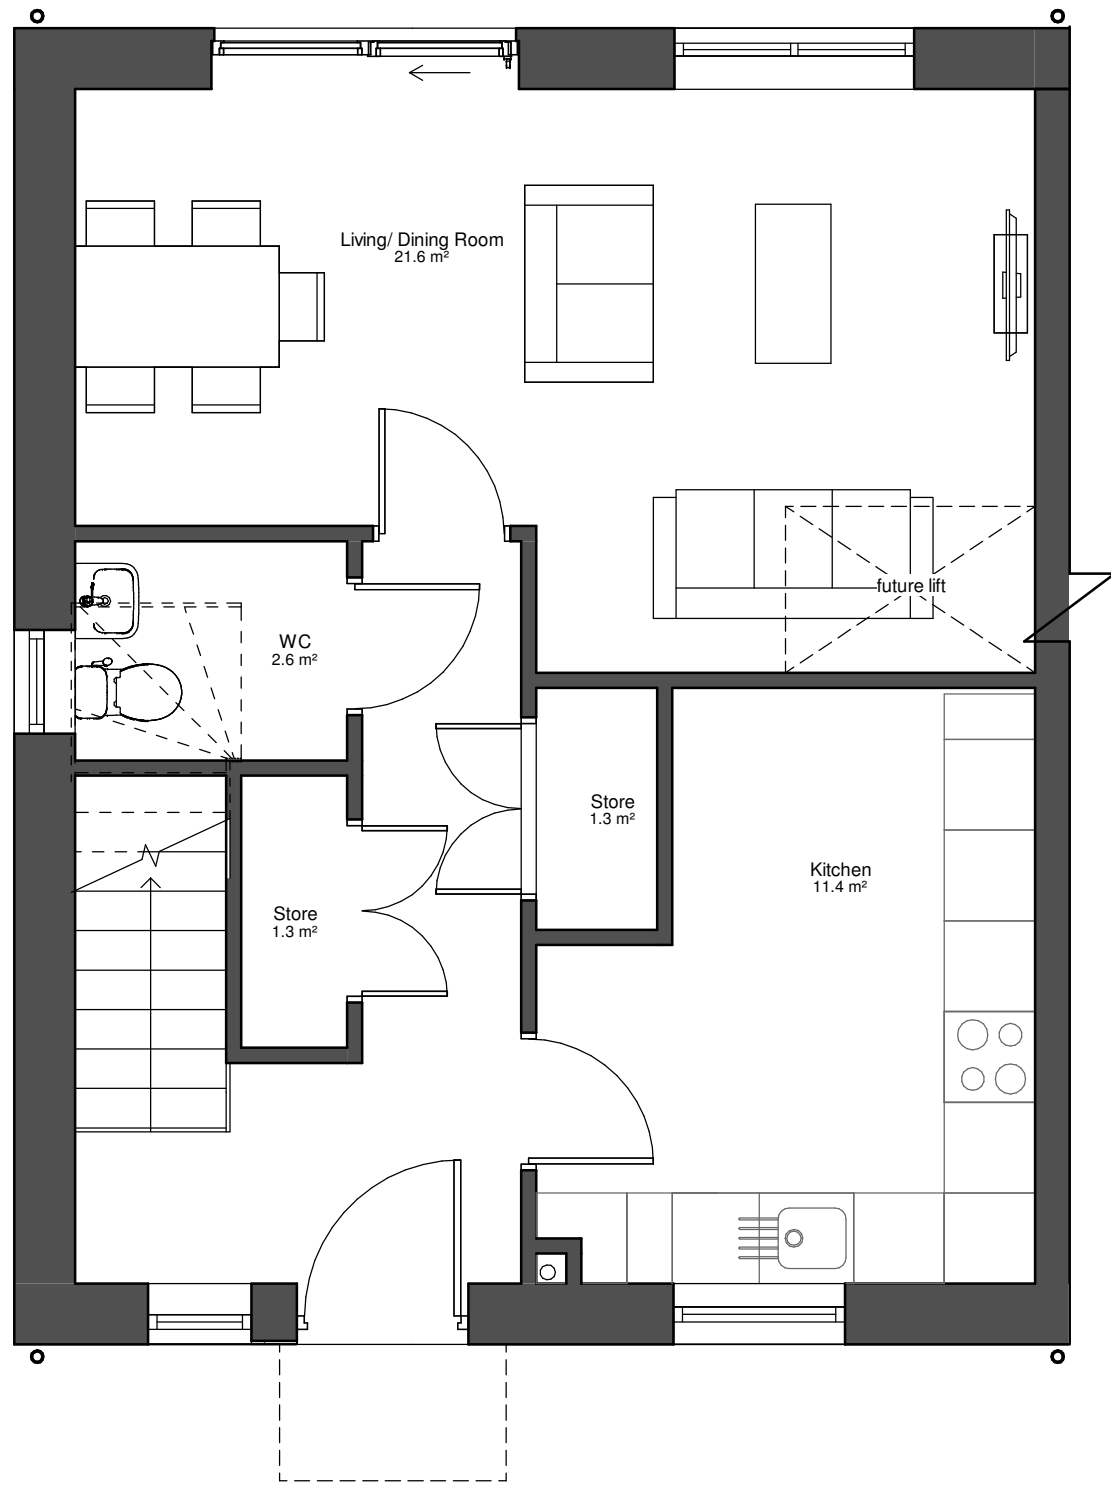 Living/ Dining Room
21.6 m²
future lift
WC
2.6 m²
Store
1.3 m²
Kitchen
11.4 m²
Store
1.3 m²